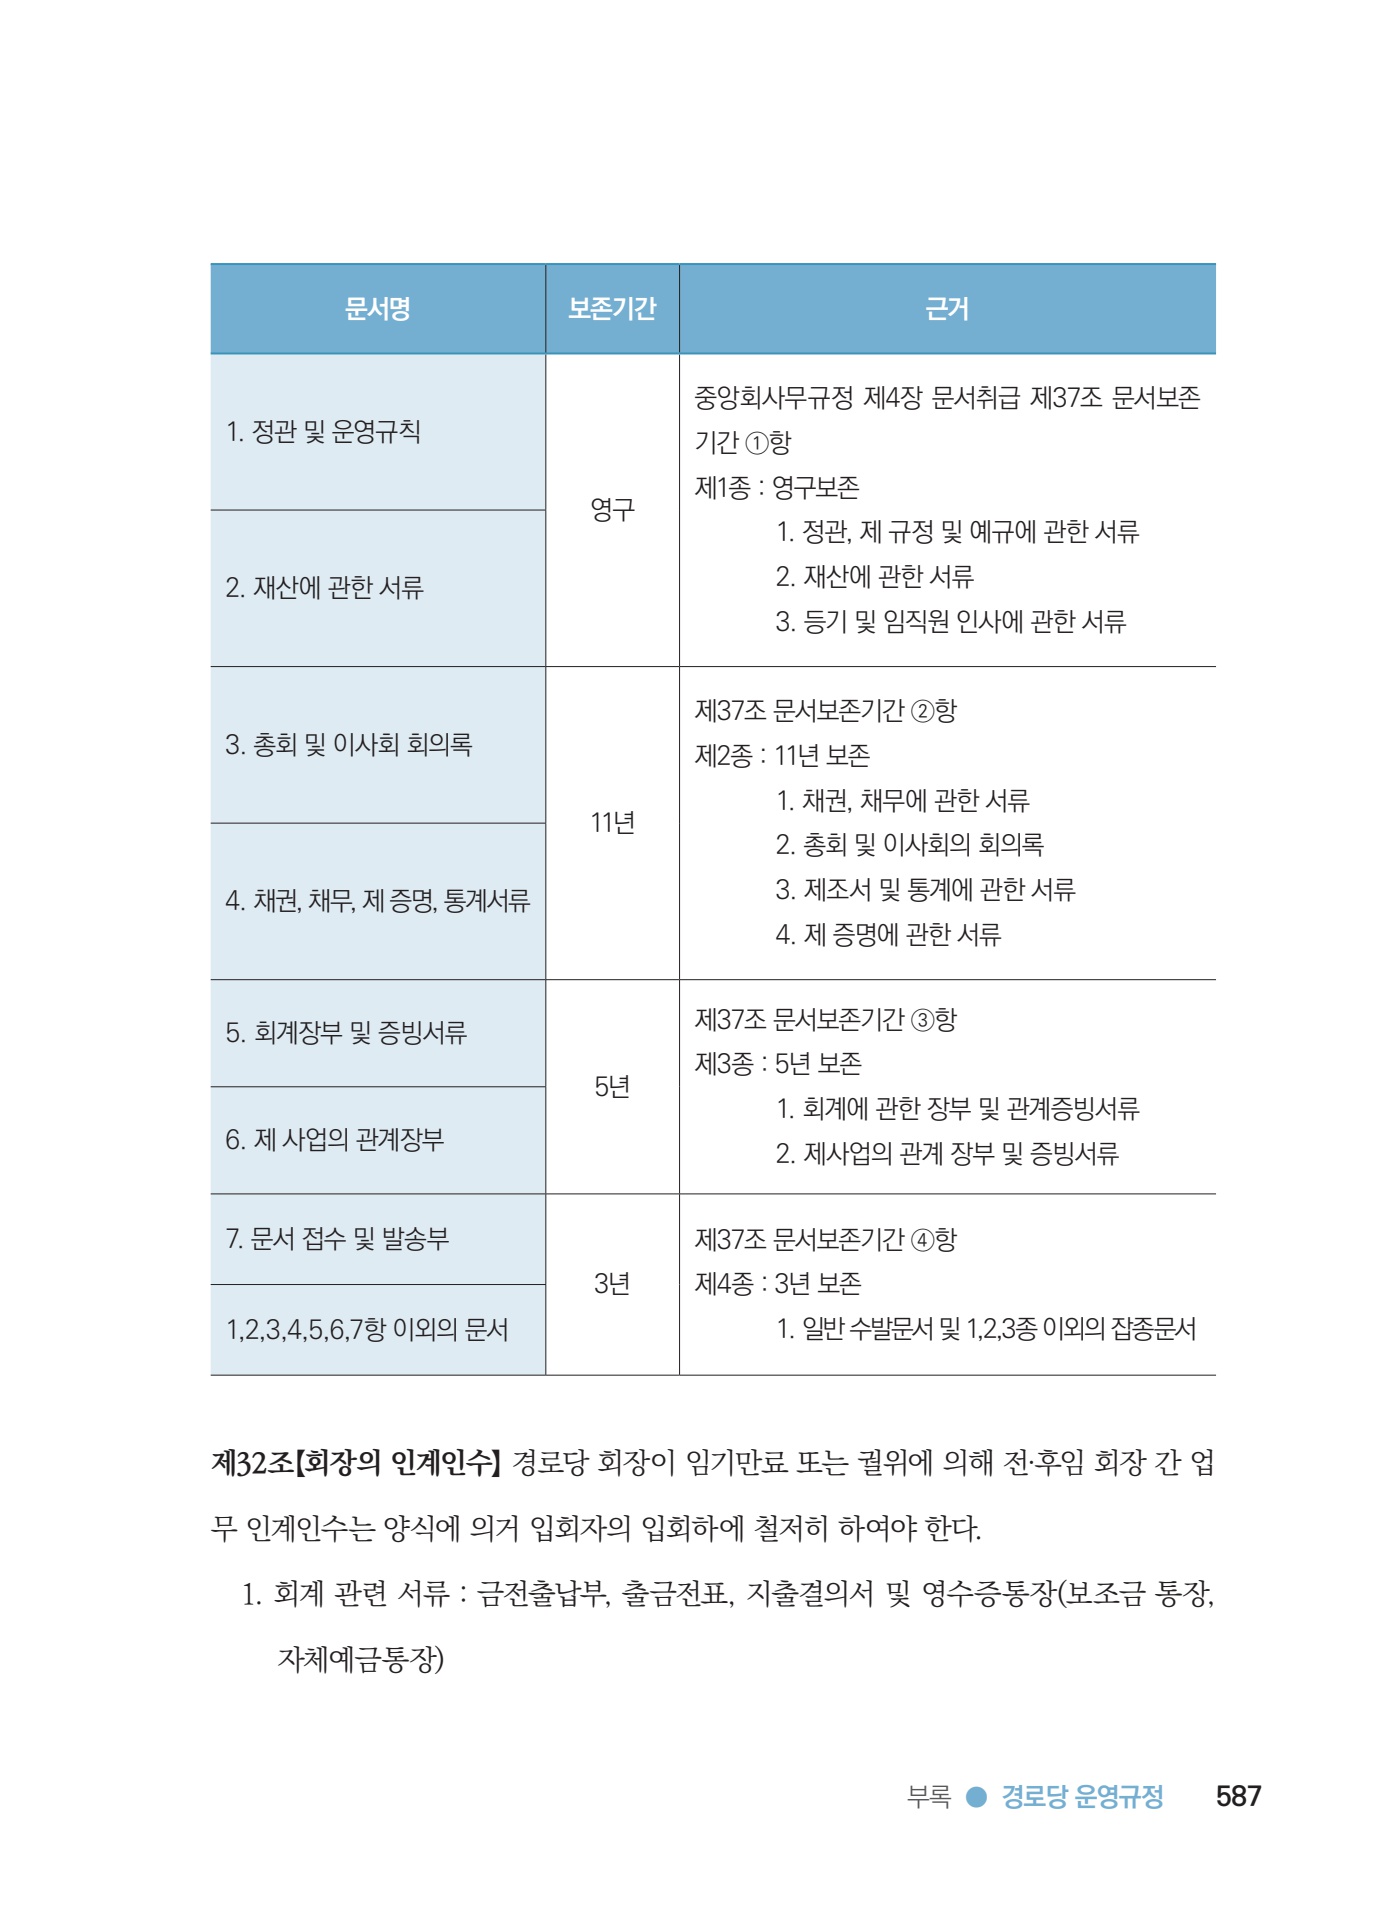 문서명 보존기간 근거
1. 정관 및 운영규칙
2. 재산에 관한 서류
영구
중앙회사무규정 제4장 문서취급 제37조 문서보존
기간 ①항
제1종 : 영구보존
1. 정관, 제 규정 및 예규에 관한 서류
2. 재산에 관한 서류
3. 등기 및 임직원 인사에 관한 서류
3. 총회 및 이사회 회의록
4. 채권, 채무, 제 증명, 통계서류
11년
제37조 문서보존기간 ②항
제2종 : 11년 보존
1. 채권, 채무에 관한 서류
2. 총회 및 이사회의 회의록
3. 제조서 및 통계에 관한 서류
4. 제 증명에 관한 서류
5. 회계장부 및 증빙서류
6. 제 사업의 관계장부
5년
제37조 문서보존기간 ③항
제3종 : 5년 보존
1. 회계에 관한 장부 및 관계증빙서류
2. 제사업의 관계 장부 및 증빙서류
7. 문서 접수 및 발송부
1,2,3,4,5,6,7항 이외의 문서
3년
제37조 문서보존기간 ④항
제4종 : 3년 보존
1. 일반 수발문서 및 1,2,3종 이외의 잡종문서
제32조【회장의 인계인수】 경로당 회장이 임기만료 또는 궐위에 의해 전·후임 회장 간 업
무 인계인수는 양식에 의거 입회자의 입회하에 철저히 하여야 한다.
1. 회계 관련 서류 : 금전출납부, 출금전표, 지출결의서 및 영수증통장(보조금 통장,
자체예금통장)
부록 ● 경로당 운영규정 587